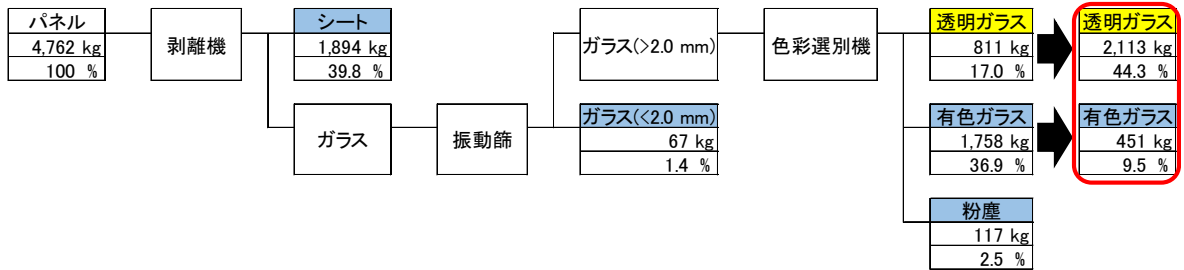 パネル
4,762 kg
100 %
剥離機
シート
1,894 kg
39.8 %
ガラス
振動篩
ガラス(>2.0 mm)
ガラス(<2.0 mm)
67 kg
1.4 %
色彩選別機
透明ガラス
811 kg
17.0 %
有色ガラス
1,758 kg
36.9 %
粉塵
117 kg
2.5 %
透明ガラス
2,113 kg
44.3 %
有色ガラス
451 kg
9.5 %